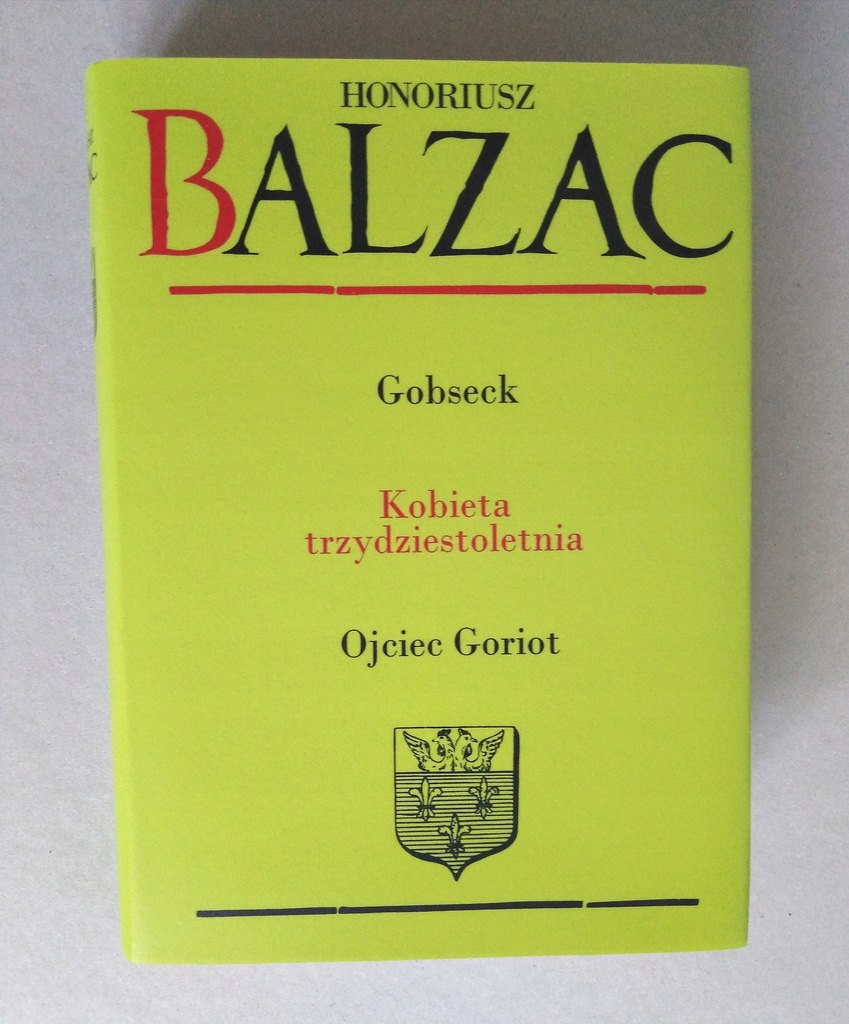 HONORIUSZ
BALZAC
Gobseck
Kobieta
trzydziestoletnia
Ojciec Goriot